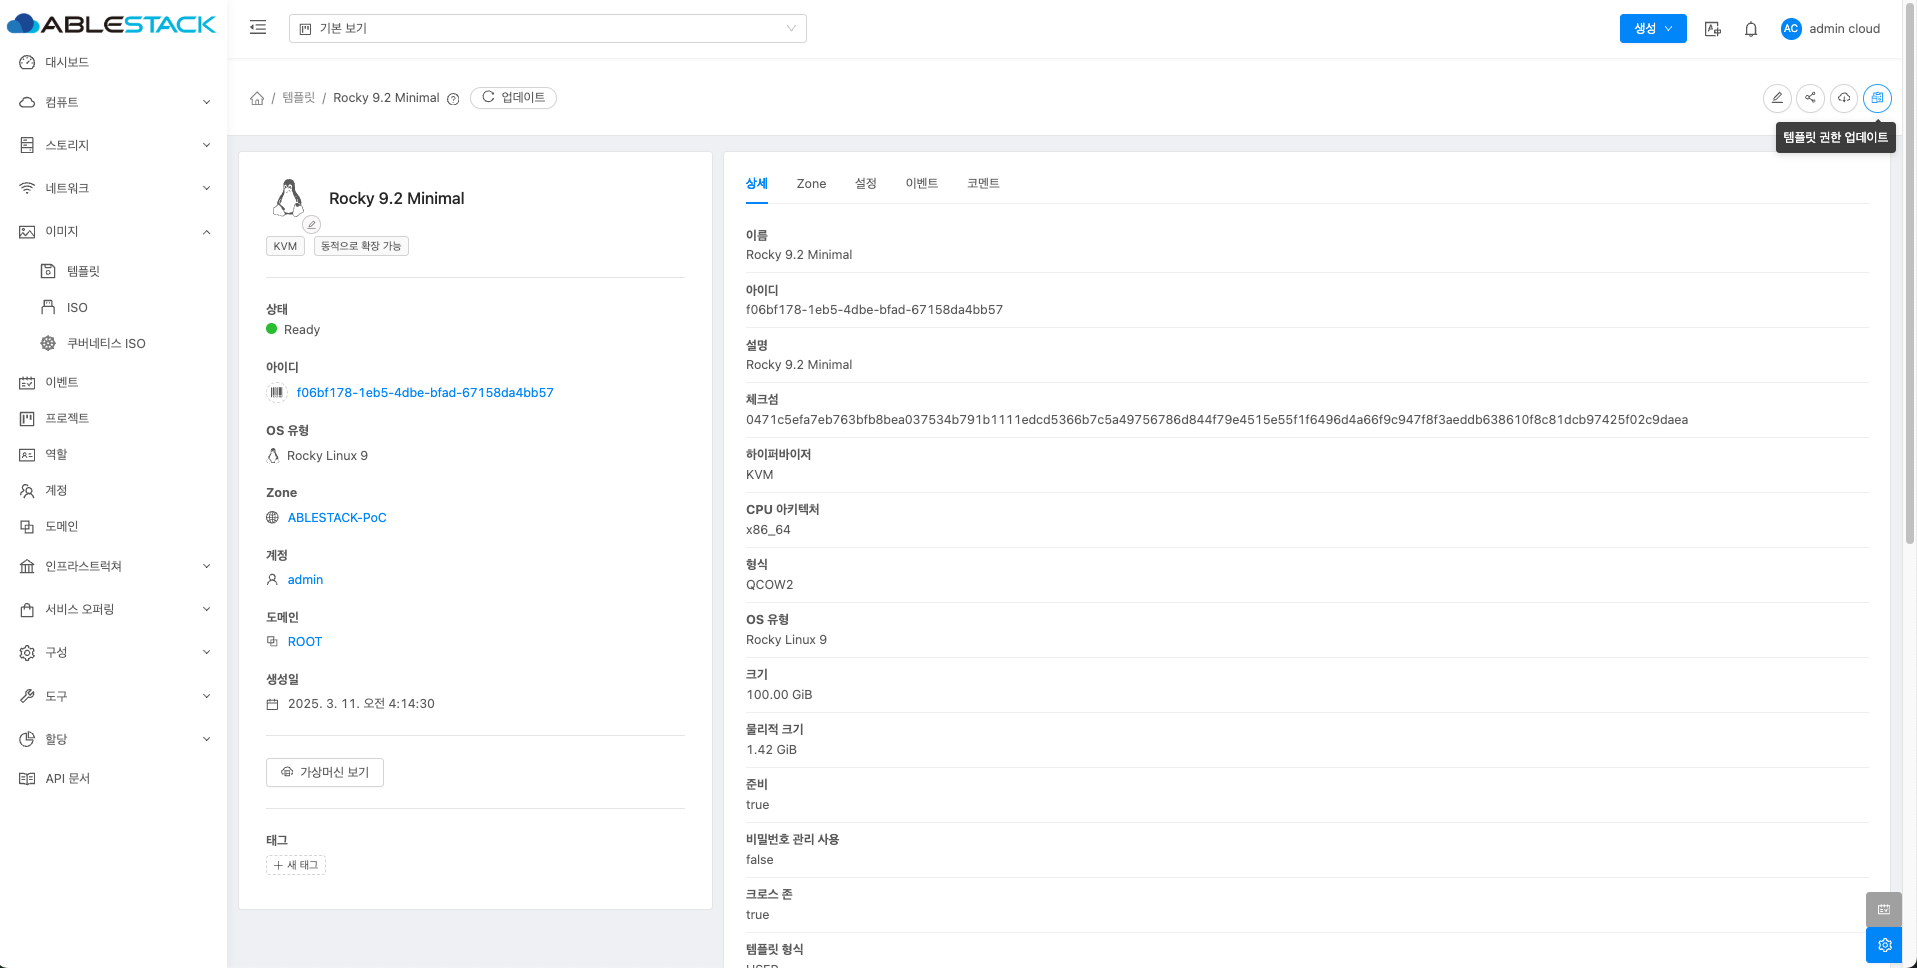 ABLESTACK
기본 보기
생성
AC
admin cloud
대시보드
컴퓨트
스토리지
네트워크
이미지
템플릿
ISO
쿠버네티스 ISO
이벤트
프로젝트
역할
계정
도메인
인프라스트럭쳐
서비스 오퍼링
구성
도구
할당
API 문서
/ 템플릿 / Rocky 9.2 Minimal
업데이트
템플릿 권한 업데이트
Rocky 9.2 Minimal
KVM
동적으로 확장 가능
상태
Ready
아이디
f06bf178-1eb5-4dbe-bfad-67158da4bb57
OS 유형
Rocky Linux 9
Zone
ABLESTACK-PoC
계정
admin
도메인
ROOT
생성일
2025. 3. 11. 오전 4:14:30
가상머신 보기
태그
+ 새 태그
상세 Zone 설정 이벤트 코멘트
이름
Rocky 9.2 Minimal
아이디
f06bf178-1eb5-4dbe-bfad-67158da4bb57
설명
Rocky 9.2 Minimal
체크섬
0471c5efa7eb763bfb8bea037534b791b1111edcd5366b7c5a49756786d844f79e4515e55f1f6496d4a66f9c947f8f3aeddb638610f8c81dcb97425f02c9daea
하이퍼바이저
KVM
CPU 아키텍처
x86_64
형식
QCOW2
OS 유형
Rocky Linux 9
크기
100.00 GiB
물리적 크기
1.42 GiB
준비
true
비밀번호 관리 사용
false
크로스 존
true
템플릿 형식
USER